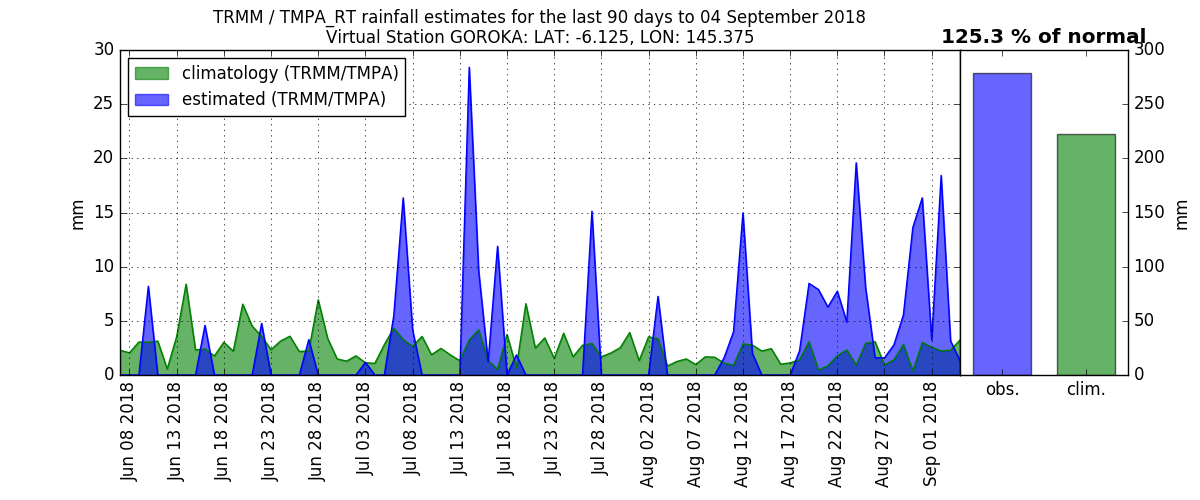 TRMM / TMPA_RT rainfall estimates for the last 90 days to 04 September 2018
Virtual Station GOROKA: LAT: -6.125, LON: 145.375
125.3 % of normal
climatology (TRMM/TMPA)
estimated (TRMM/TMPA)
30
25
20
15
10
5
0
mm
Jun 08 2018
Jun 13 2018
Jun 18 2018
Jun 23 2018
Jun 28 2018
Jul 03 2018
Jul 08 2018
Jul 13 2018
Jul 18 2018
Jul 23 2018
Jul 28 2018
Aug 02 2018
Aug 07 2018
Aug 12 2018
Aug 17 2018
Aug 22 2018
Aug 27 2018
Sep 01 2018
300
250
200
150
100
50
0
mm
obs.
clim.